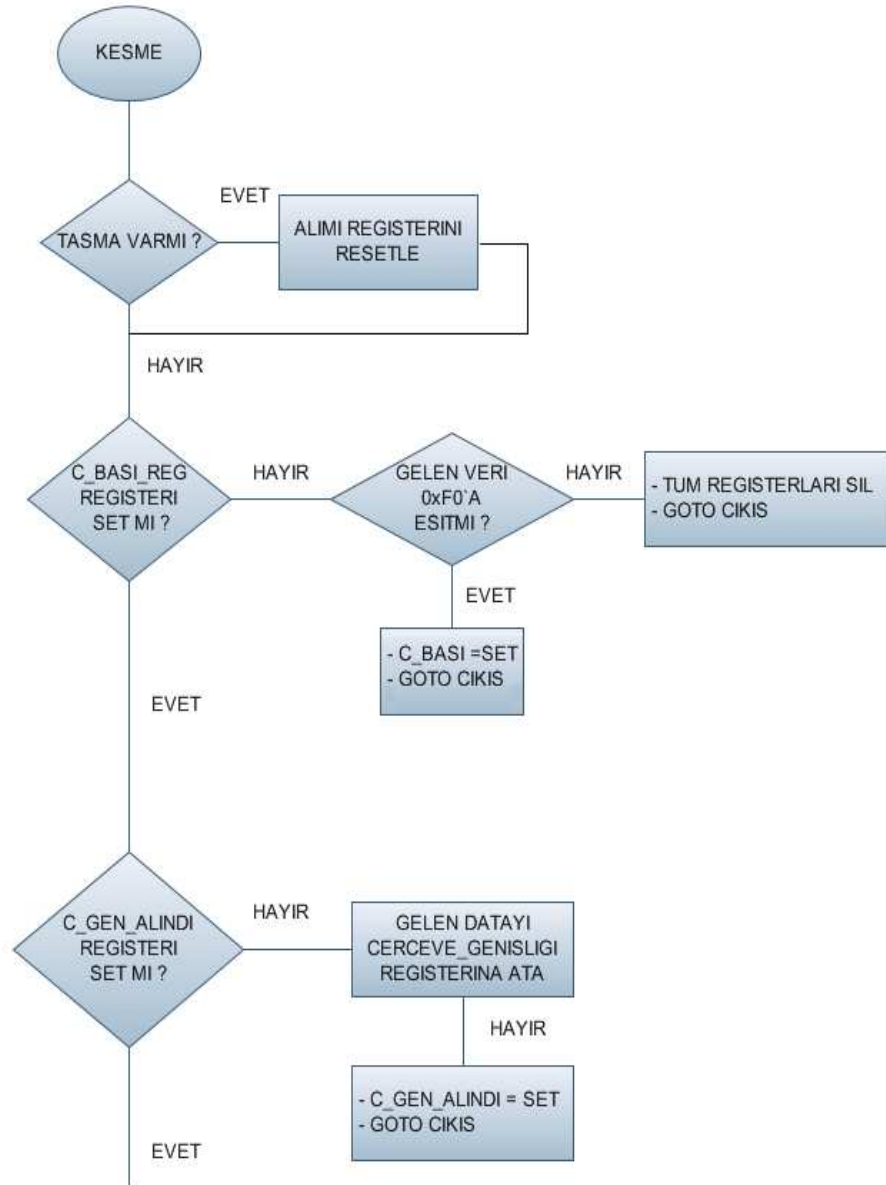 KESME
EVET
TASMA VARMI ?
ALIMI REGISTERINI
RESETLE
HAYIR
C_BASI_REG
REGISTERI
SET MI ?
HAYIR
GELEN VERI
0xF0`A
ESITMI ?
HAYIR
- TUM REGISTERLARI SIL
- GOTO CIKIS
EVET
- C_BASI =SET
- GOTO CIKIS
EVET
C_GEN_ALINDI
REGISTERI
SET MI ?
HAYIR
GELEN DATAYI
CERCEVE_GENISLIGI
REGISTERINA ATA
HAYIR
- C_GEN_ALINDI = SET
- GOTO CIKIS
EVET